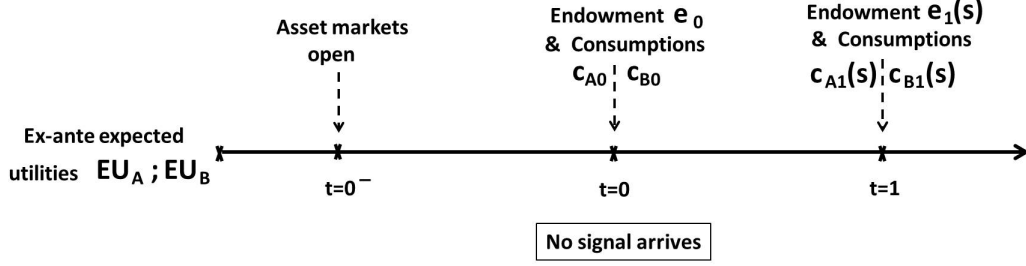 Asset markets
open
Endowment e0
& Consumptions
cA0 cB0
Endowment e1(s)
& Consumptions
cA1(s) cB1(s)
Ex-ante expected
utilities EUA ; EUB
t=0−
t=0
t=1
No signal arrives